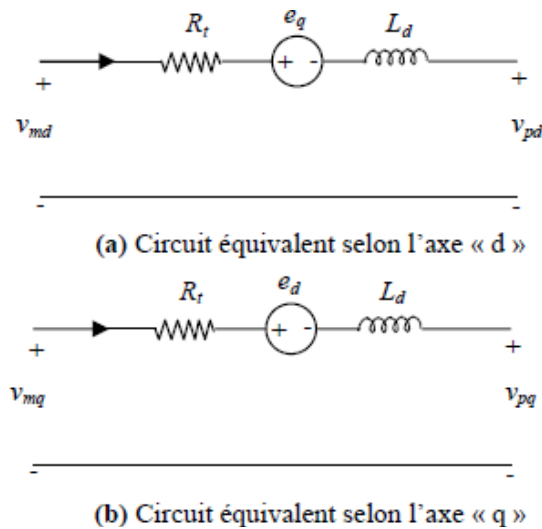 R_t e_q L_d
+ + - +
v_md v_pd
- -
(a) Circuit équivalent selon l'axe « d »
R_t e_d L_d
+ + - +
v_mq v_pq
- -
(b) Circuit équivalent selon l'axe « q »